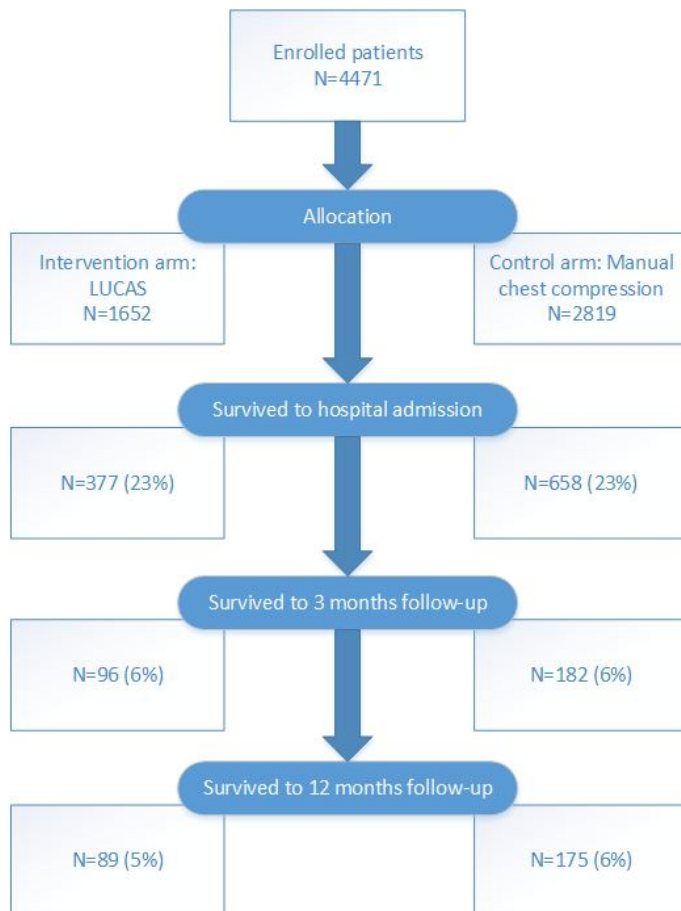 Enrolled patients
N=4471
Allocation
Intervention arm:
LUCAS
N=1652
Control arm: Manual
chest compression
N=2819
Survived to hospital admission
N=377 (23%)
N=658 (23%)
Survived to 3 months follow-up
N=96 (6%)
N=182 (6%)
Survived to 12 months follow-up
N=89 (5%)
N=175 (6%)